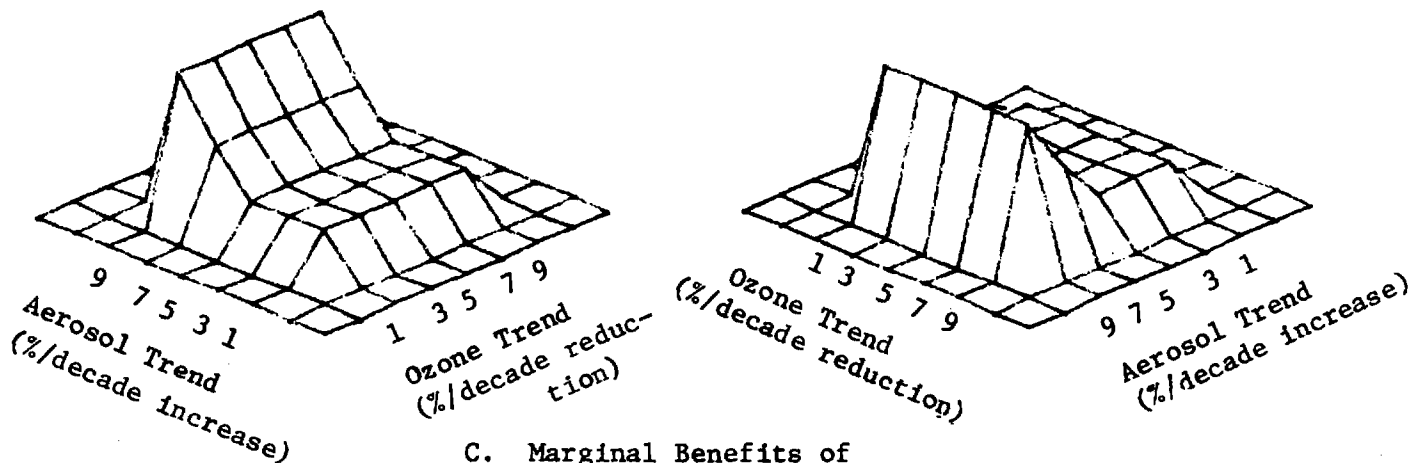 9 7 5 3 1
Aerosol Trend
(%/decade increase)
1 3 5 7 9
Ozone Trend
(%/decade reduc-
tion)
1 3 5 7 9
Ozone Trend
(%/decade reduction)
9 7 5 3 1
Aerosol Trend
(%/decade increase)
C. Marginal Benefits of